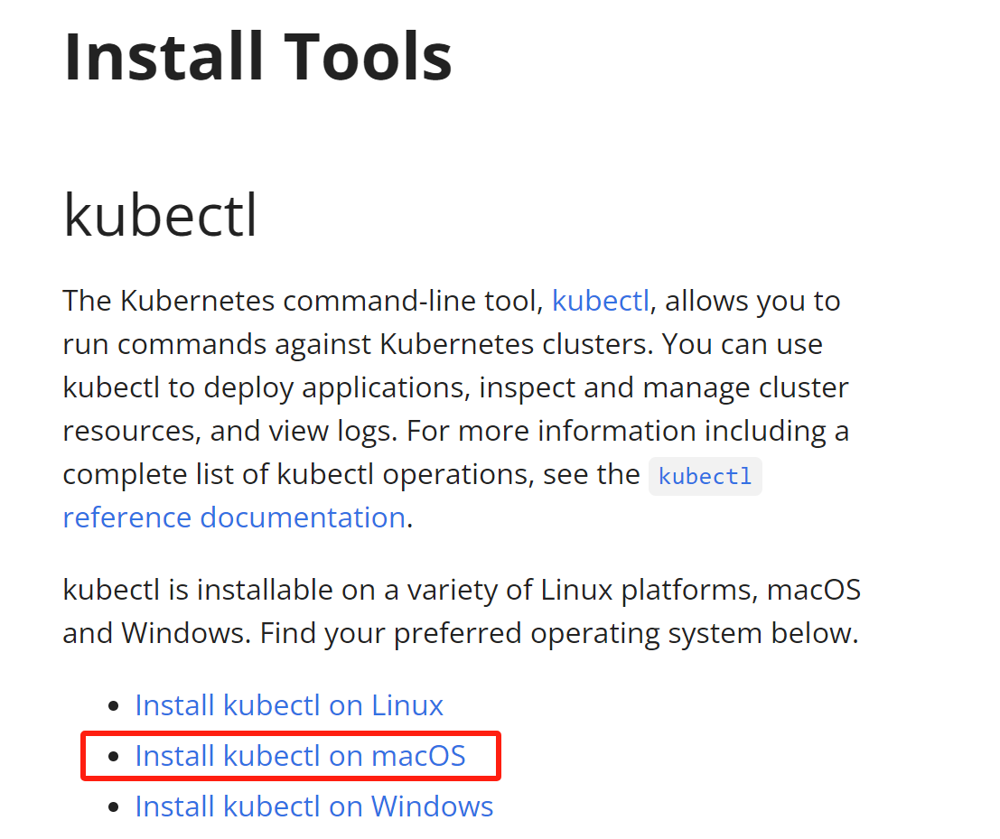 Install Tools
kubectl
The Kubernetes command-line tool, kubectl, allows you to
run commands against Kubernetes clusters. You can use
kubectl to deploy applications, inspect and manage cluster
resources, and view logs. For more information including a
complete list of kubectl operations, see the kubectl
reference documentation.
kubectl is installable on a variety of Linux platforms, macOS
and Windows. Find your preferred operating system below.
• Install kubectl on Linux
• Install kubectl on macOS
• Install kubectl on Windows